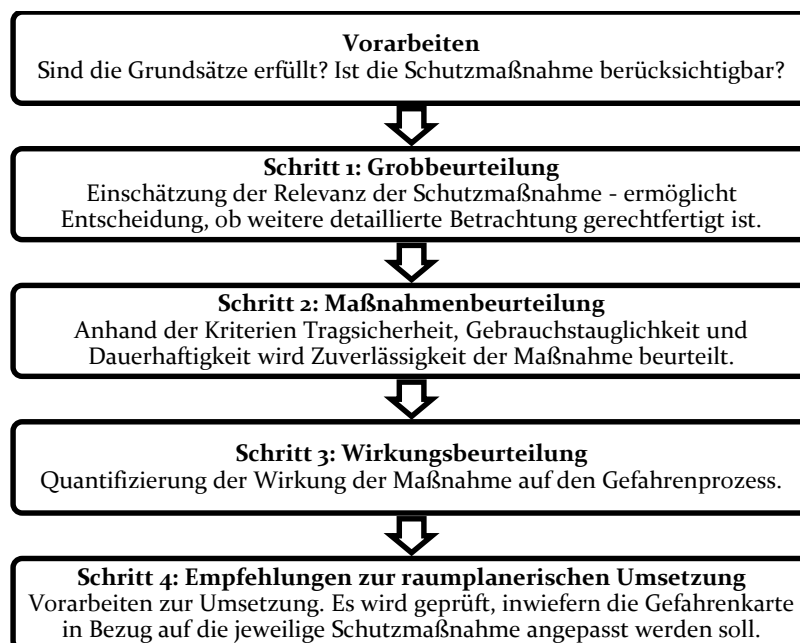 Vorarbeiten
Sind die Grundsätze erfüllt? Ist die Schutzmaßnahme berücksichtigbar?
Schritt 1: Grobbeurteilung
Einschätzung der Relevanz der Schutzmaßnahme - ermöglicht
Entscheidung, ob weitere detaillierte Betrachtung gerechtfertigt ist.
Schritt 2: Maßnahmenbeurteilung
Anhand der Kriterien Tragsicherheit, Gebrauchstauglichkeit und
Dauerhaftigkeit wird Zuverlässigkeit der Maßnahme beurteilt.
Schritt 3: Wirkungsbeurteilung
Quantifizierung der Wirkung der Maßnahme auf den Gefahrenprozess.
Schritt 4: Empfehlungen zur raumplanerischen Umsetzung
Vorarbeiten zur Umsetzung. Es wird geprüft, inwiefern die Gefahrenkarte
in Bezug auf die jeweilige Schutzmaßnahme angepasst werden soll.